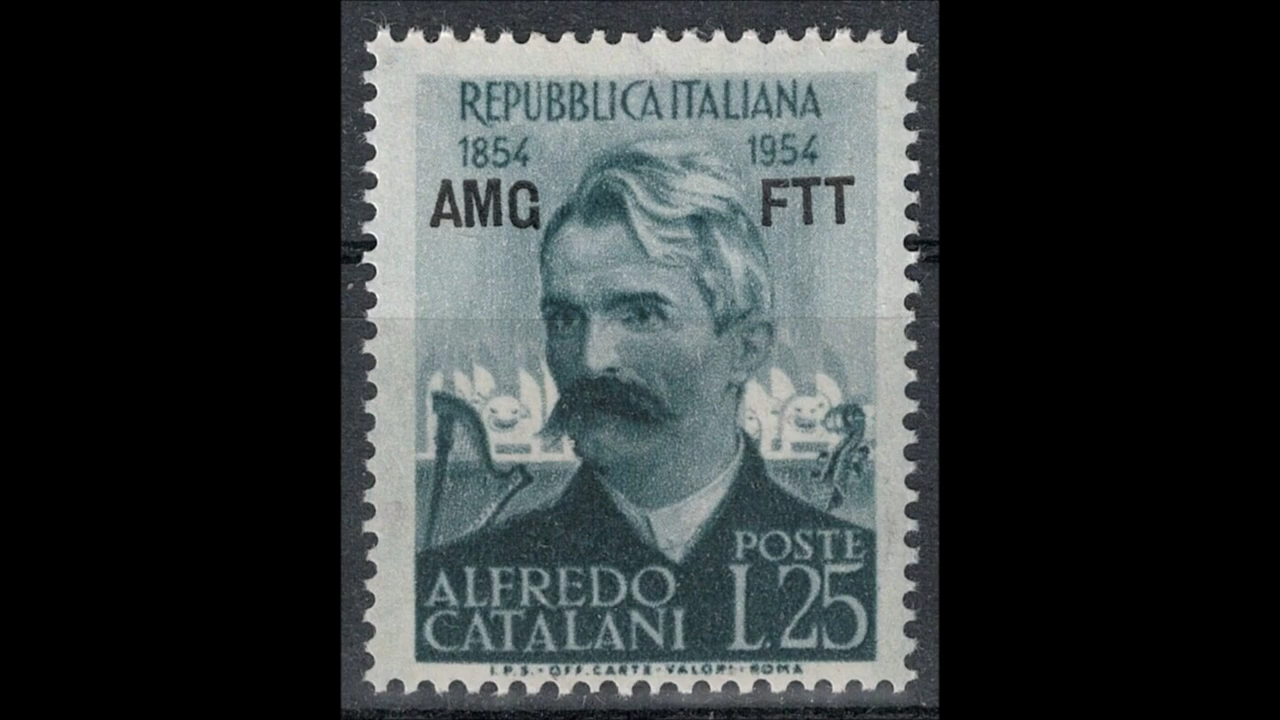 REPUBBLICA ITALIANA
1854 1954
AMG FTT
POSTE
ALFREDO
CATALANI L.25
I.P.S.-OFF.CARTE-VALORI-ROMA